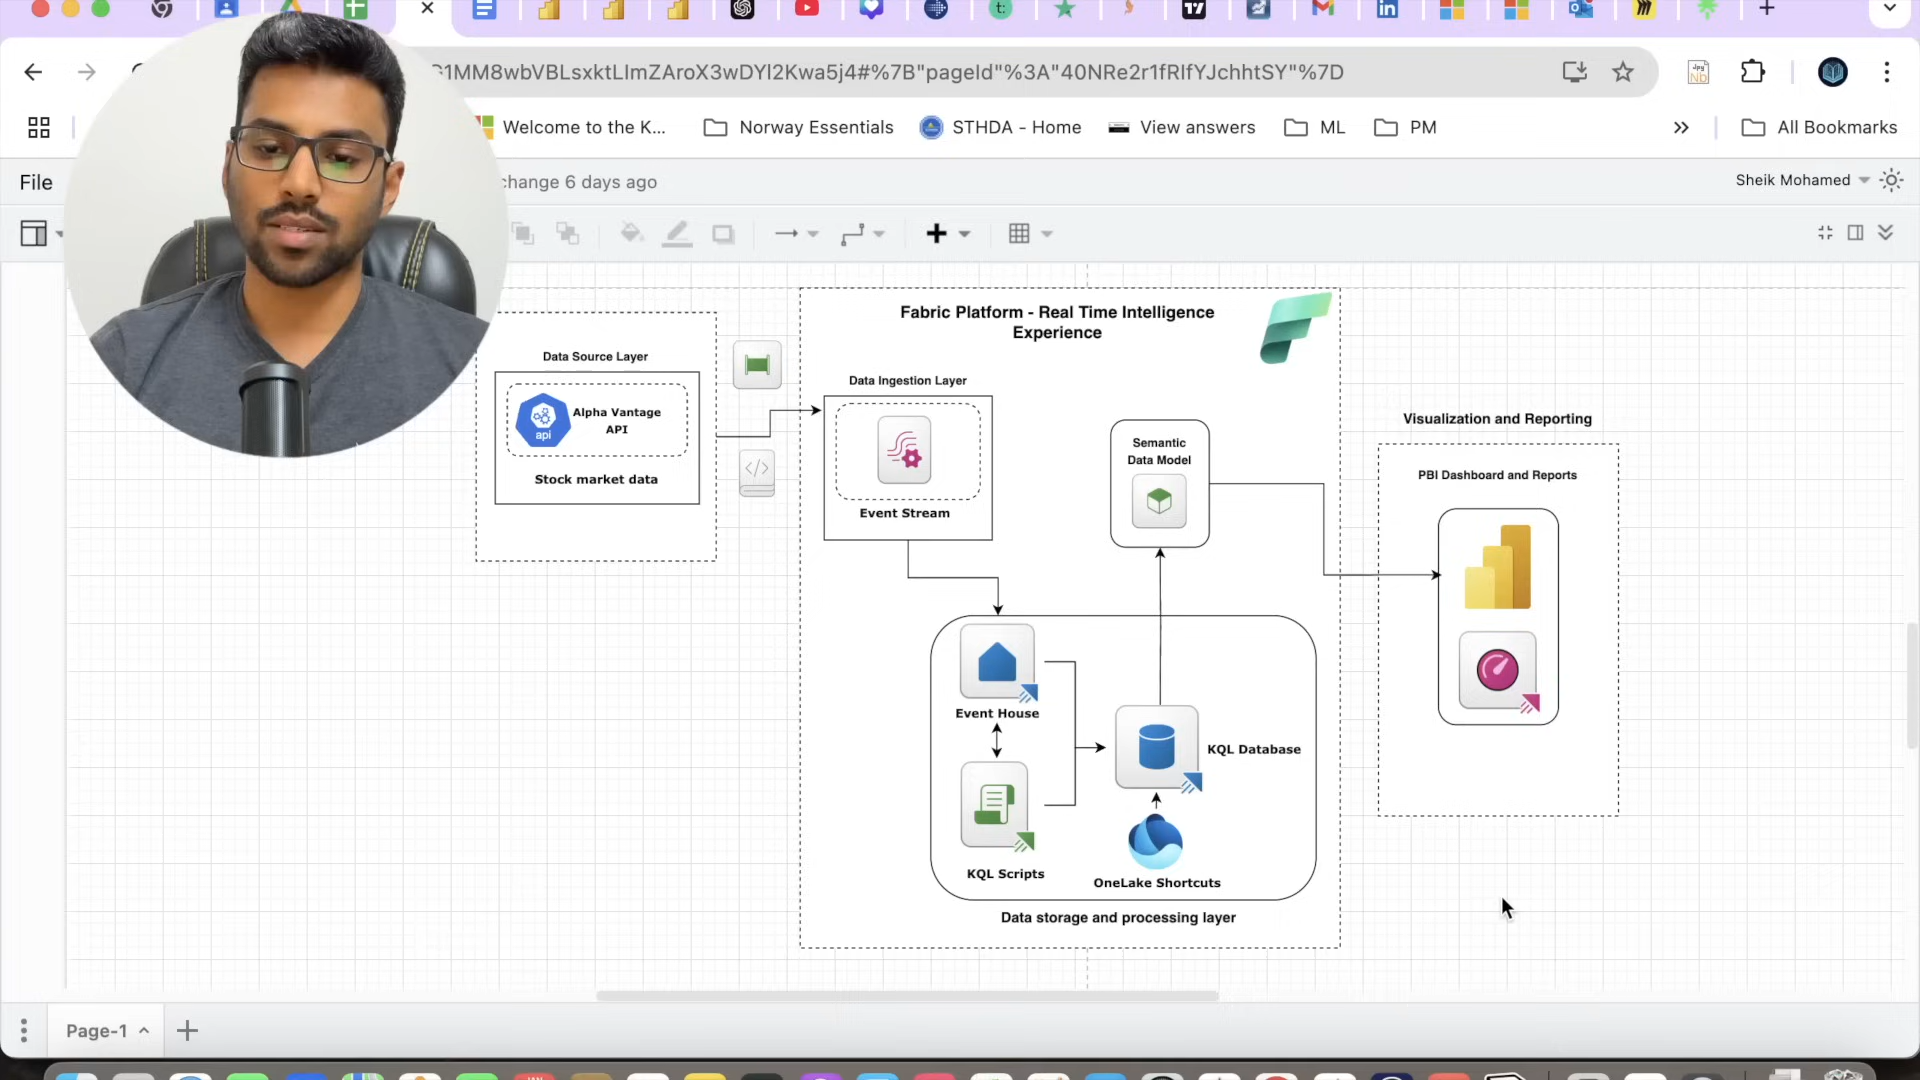 G1MM8wbVBLsxktLImZAroX3wDYI2Kwa5j4#%7B"pageId"%3A"40NRe2r1fRIfYJchhtSY"%7D
Welcome to the K...
Norway Essentials
STHDA - Home
View answers
ML
PM
All Bookmarks
File
change 6 days ago
Sheik Mohamed
Fabric Platform - Real Time Intelligence
Experience
Data Source Layer
api
Alpha Vantage
API
Stock market data
Data Ingestion Layer
Event Stream
Semantic
Data Model
Visualization and Reporting
PBI Dashboard and Reports
Event House
KQL Database
KQL Scripts
OneLake Shortcuts
Data storage and processing layer
Page-1